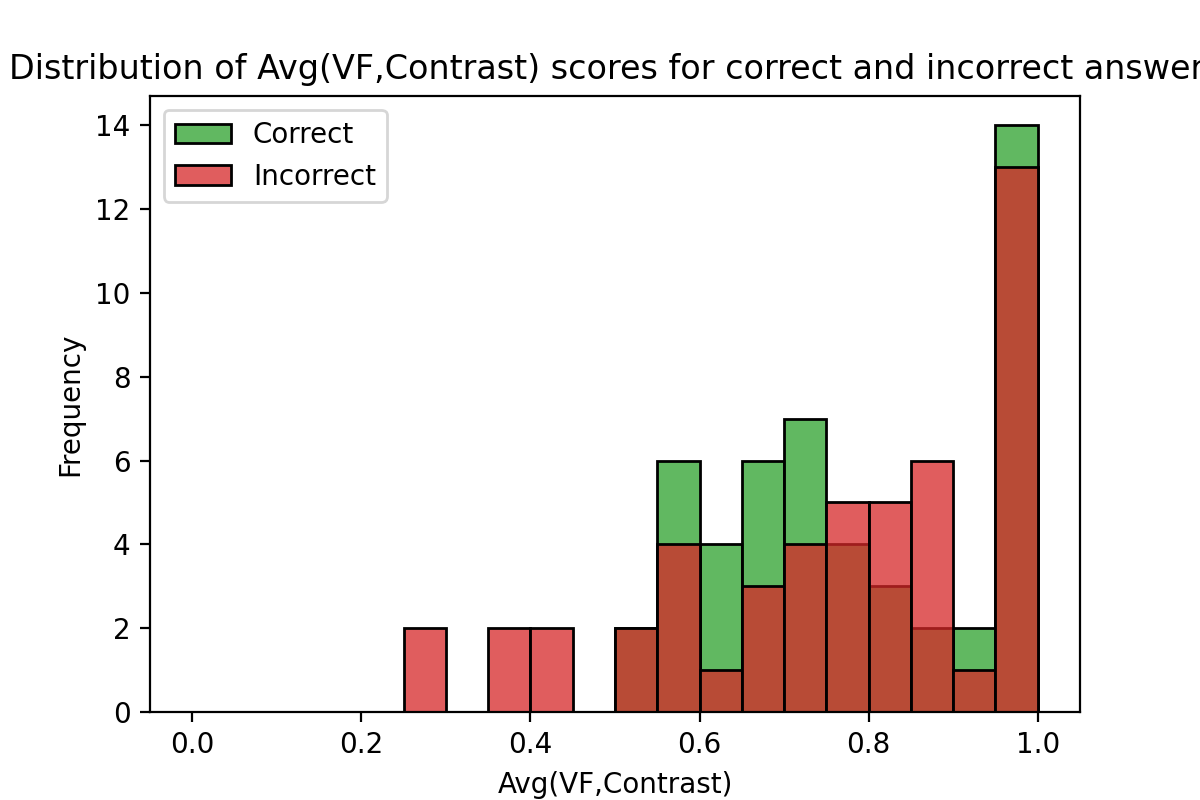 Distribution of Avg(VF,Contrast) scores for correct and incorrect answer
Correct
Incorrect
14
12
10
8
6
4
2
0
Frequency
0.0 0.2 0.4 0.6 0.8 1.0
Avg(VF,Contrast)